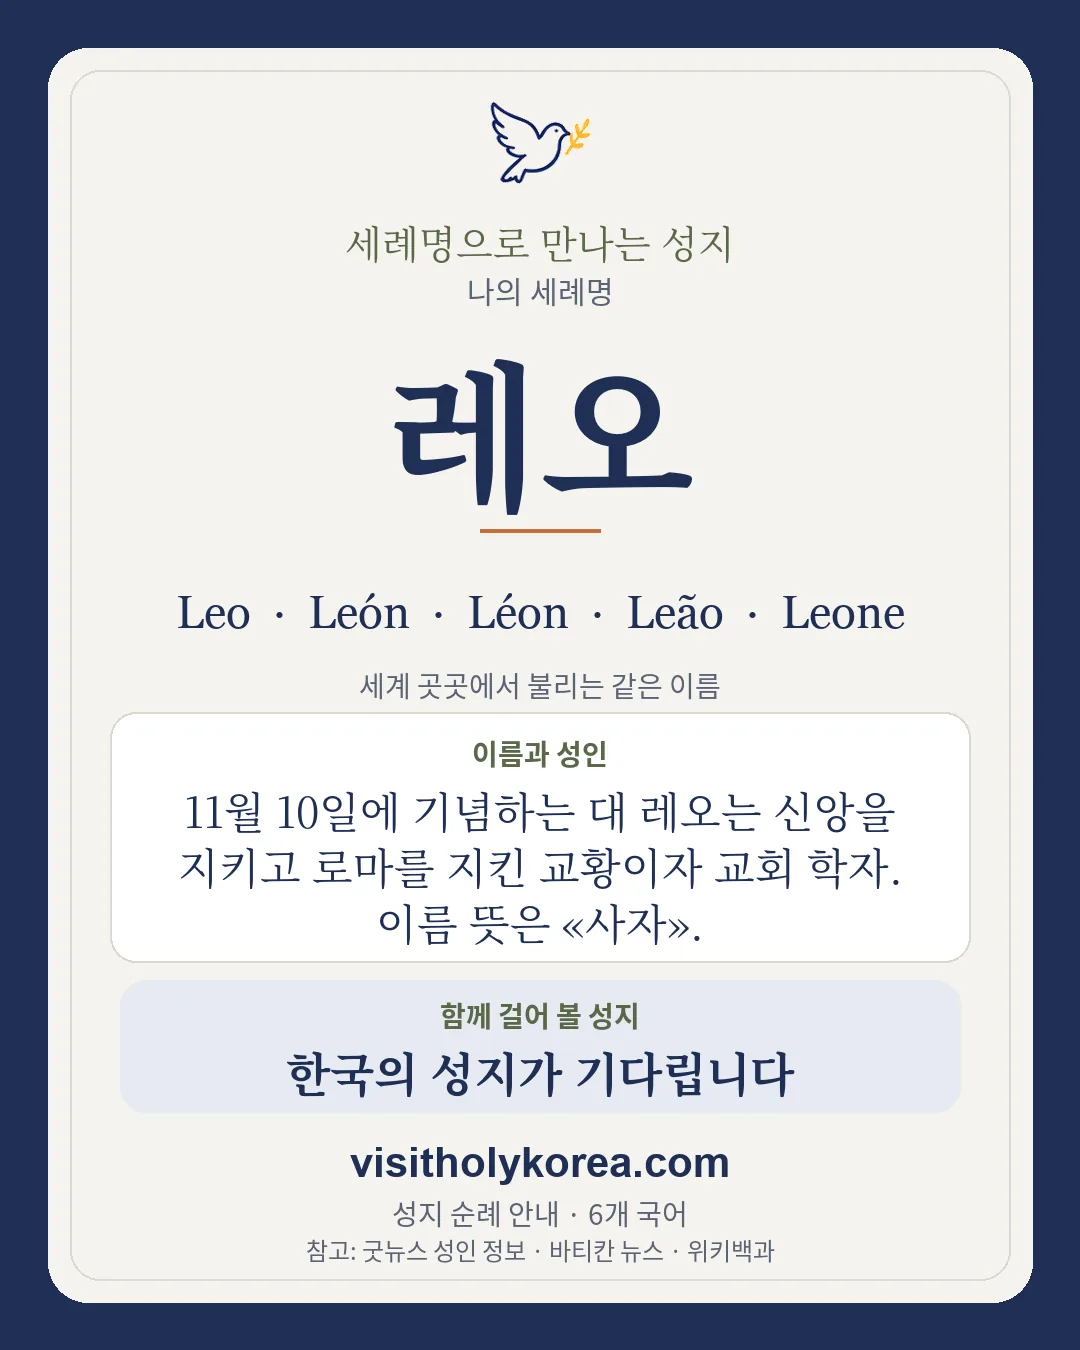 세례명으로 만나는 성지
나의 세례명
레오
Leo · León · Léon · Leão · Leone
세계 곳곳에서 불리는 같은 이름
이름과 성인
11월 10일에 기념하는 대 레오는 신앙을
지키고 로마를 지킨 교황이자 교회 학자.
이름 뜻은 «사자».
함께 걸어 볼 성지
한국의 성지가 기다립니다
visitholykorea.com
성지 순례 안내 · 6개 국어
참고: 굿뉴스 성인 정보 · 바티칸 뉴스 · 위키백과